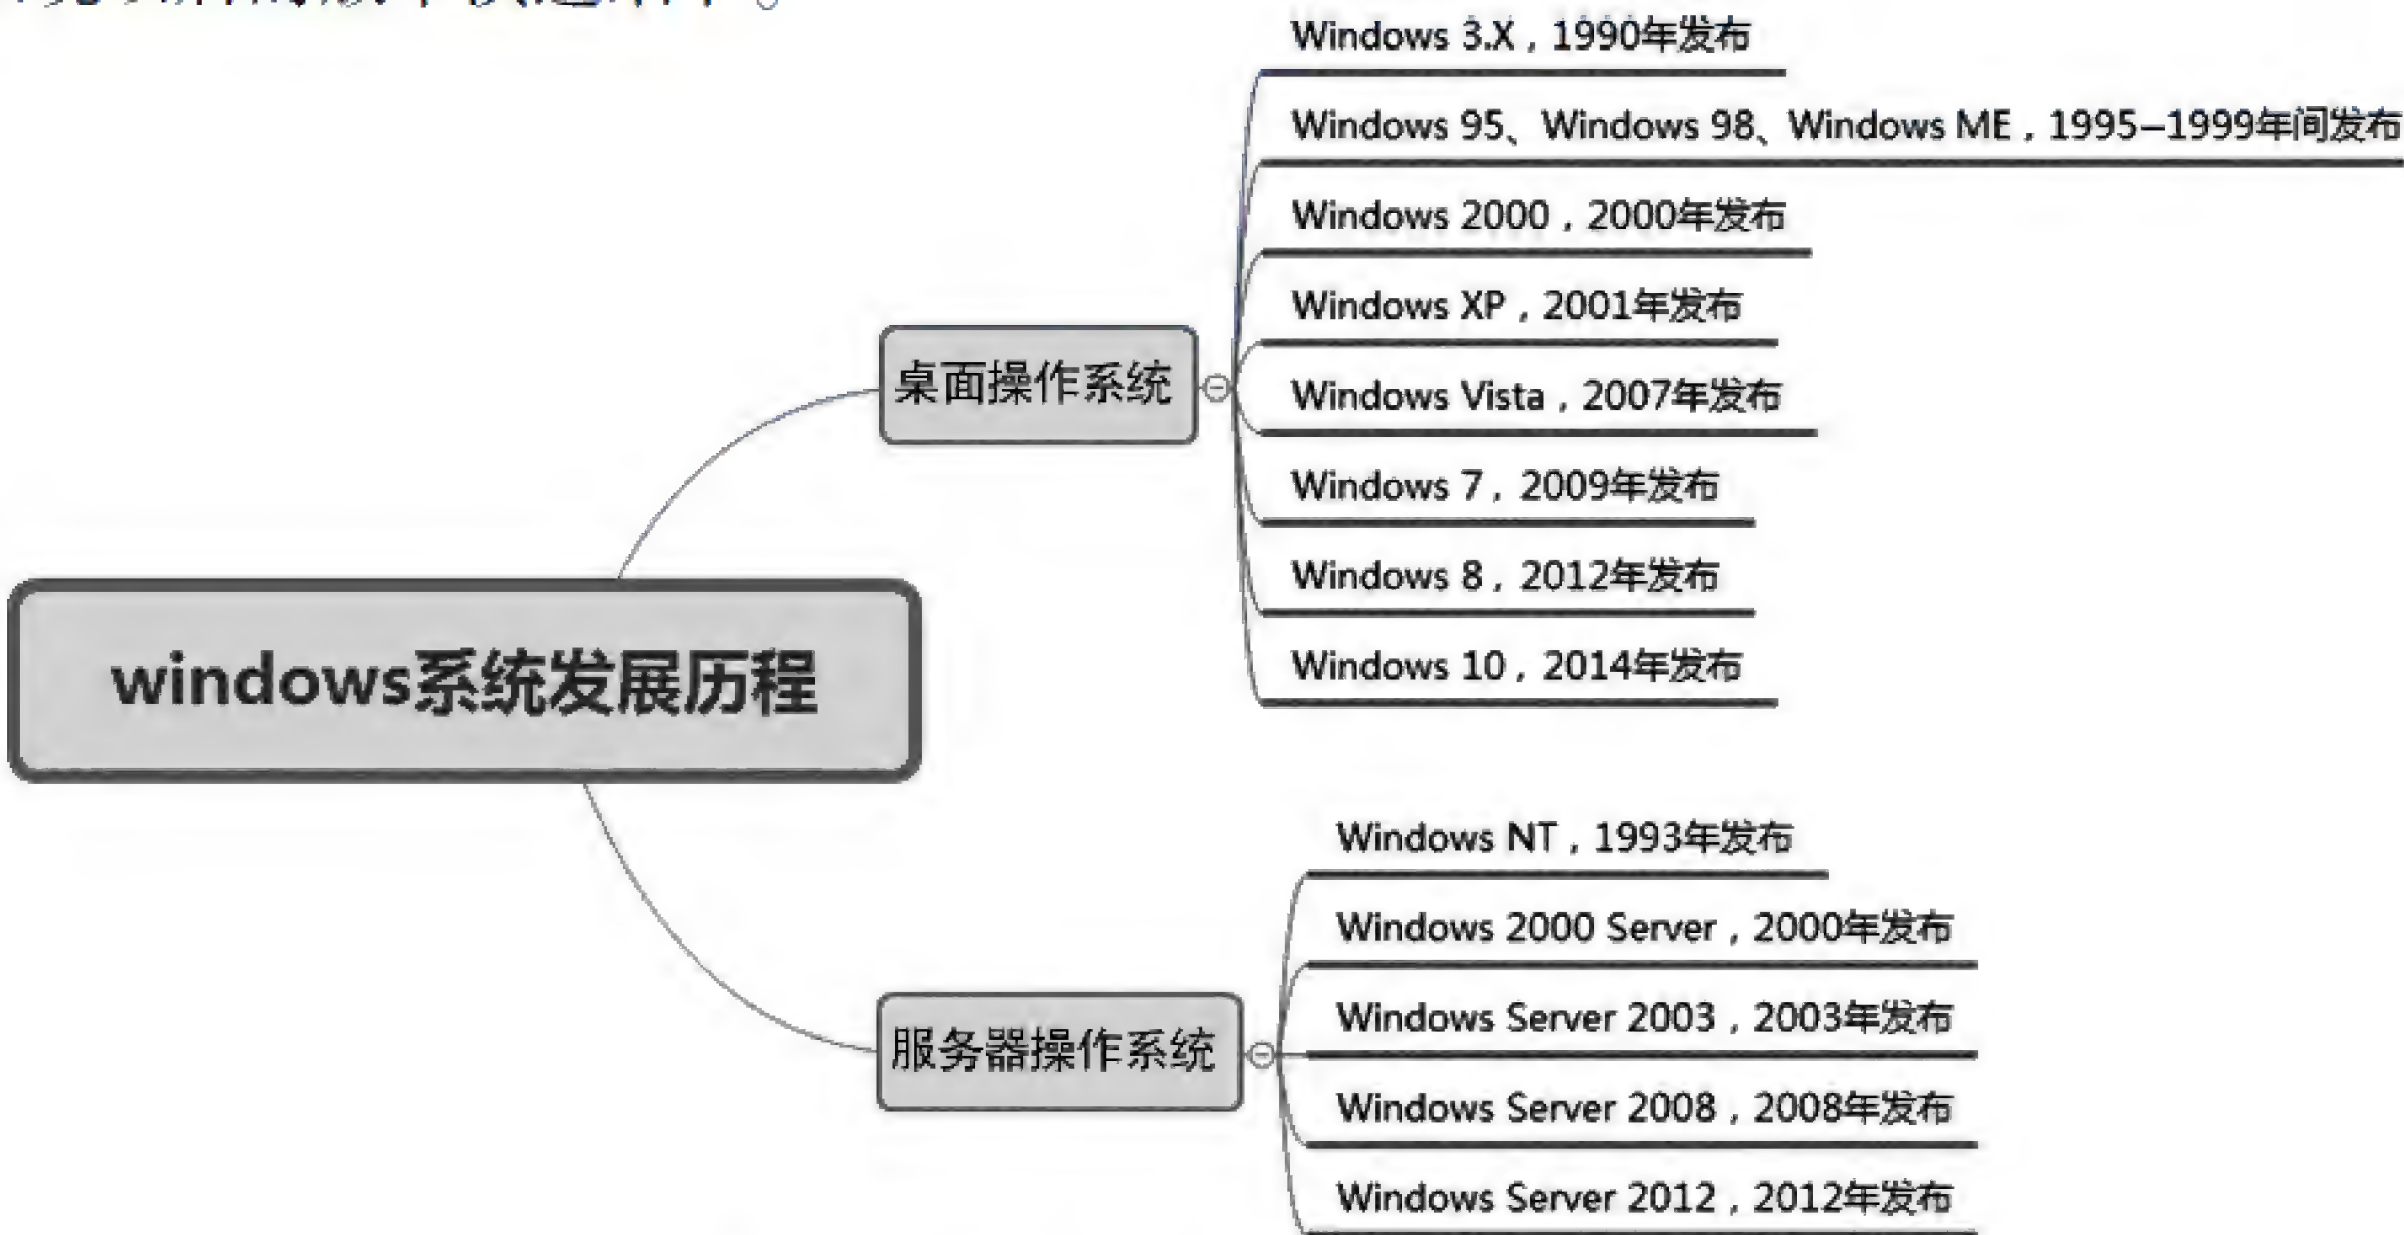 Windows 3.X，1990年发布
Windows 95、Windows 98、Windows ME，1995–1999年间发布
Windows 2000，2000年发布
Windows XP，2001年发布
桌面操作系统
Windows Vista，2007年发布
Windows 7，2009年发布
Windows 8，2012年发布
Windows 10，2014年发布
windows系统发展历程
Windows NT，1993年发布
Windows 2000 Server，2000年发布
Windows Server 2003，2003年发布
服务器操作系统
Windows Server 2008，2008年发布
Windows Server 2012，2012年发布